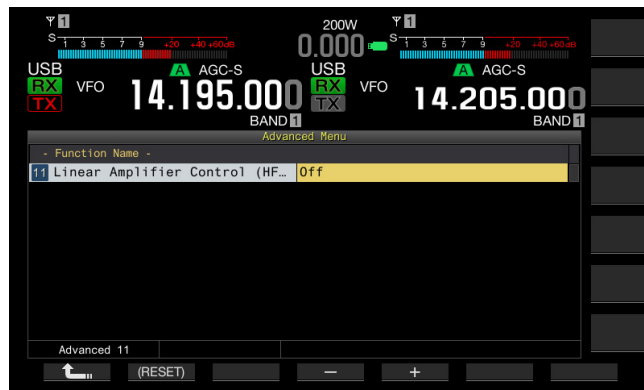 1 200W 1
S 1 3 5 7 9 +20 +40 +60dB 0.000 S 1 3 5 7 9 +20 +40 +60dB
USB A AGC-S USB A AGC-S
RX VFO 14.195.000 RX VFO 14.205.000
TX TX
BAND 1 BAND 1
Advanced Menu
- Function Name -
11 Linear Amplifier Control (HF… Off
Advanced 11
(RESET) − +